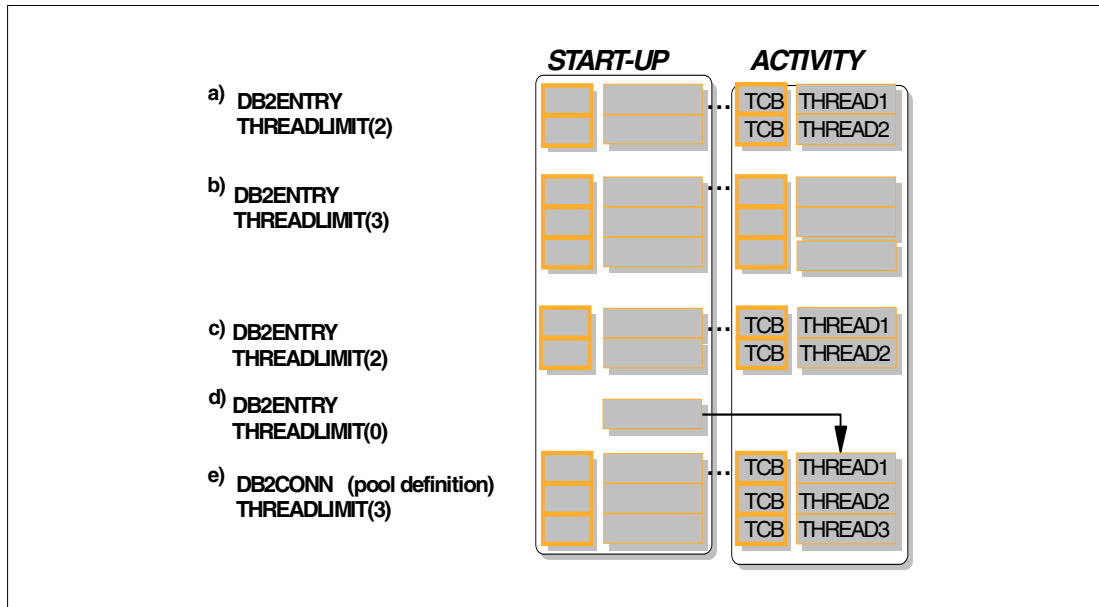 START-UP ACTIVITY
a) DB2ENTRY
THREADLIMIT(2)
... TCB THREAD1
TCB THREAD2
b) DB2ENTRY
THREADLIMIT(3)
...
c) DB2ENTRY
THREADLIMIT(2)
... TCB THREAD1
TCB THREAD2
d) DB2ENTRY
THREADLIMIT(0)
e) DB2CONN (pool definition)
THREADLIMIT(3)
... TCB THREAD1
TCB THREAD2
TCB THREAD3